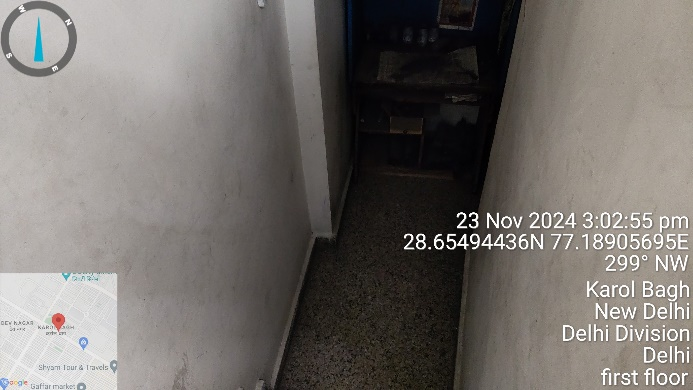 N
E
S
W
23 Nov 2024 3:02:55 pm
28.65494436N 77.18905695E
299° NW
Karol Bagh
New Delhi
Delhi Division
Delhi
first floor
DEV NAGAR
KAROL BAGH
Shyam Tour & Travels
Google
Gaffar market